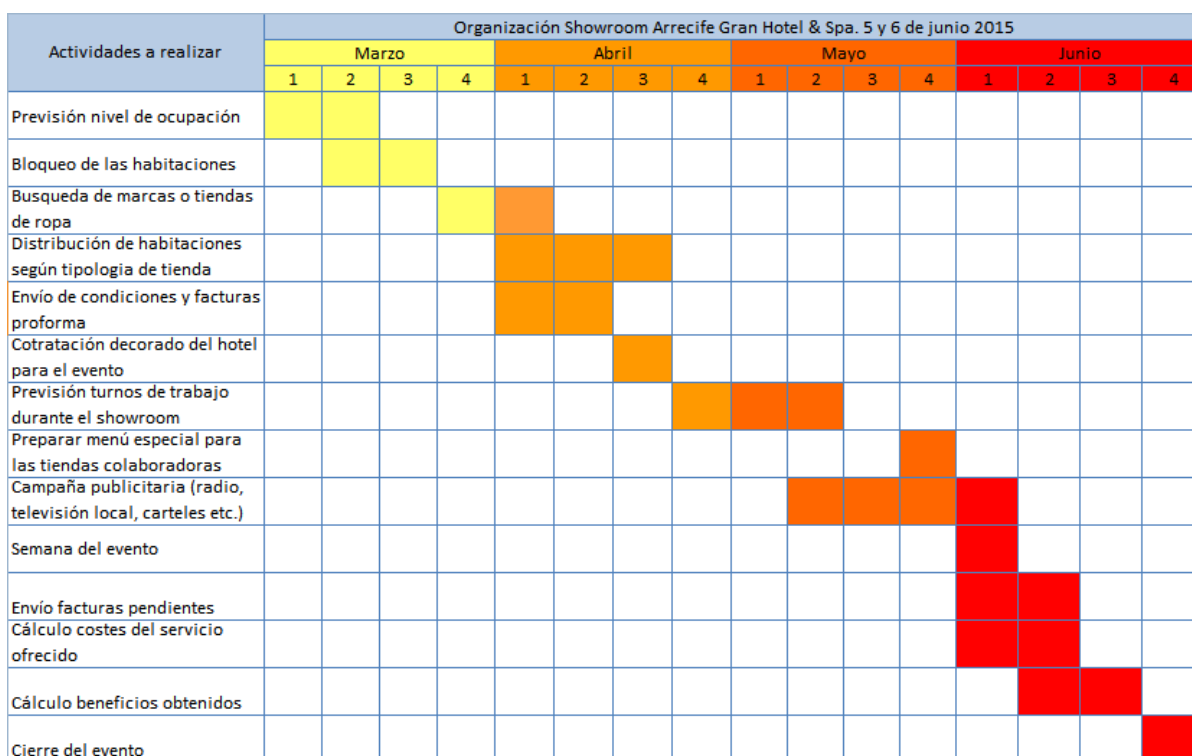 Organización Showroom Arrecife Gran Hotel & Spa. 5 y 6 de junio 2015
Actividades a realizar
Marzo Abril Mayo Junio
1 2 3 4 1 2 3 4 1 2 3 4 1 2 3 4
Previsión nivel de ocupación
Bloqueo de las habitaciones
Busqueda de marcas o tiendas
de ropa
Distribución de habitaciones
según tipologia de tienda
Envío de condiciones y facturas
proforma
Cotratación decorado del hotel
para el evento
Previsión turnos de trabajo
durante el showroom
Preparar menú especial para
las tiendas colaboradoras
Campaña publicitaria (radio,
televisión local, carteles etc.)
Semana del evento
Envío facturas pendientes
Cálculo costes del servicio
ofrecido
Cálculo beneficios obtenidos
Cierre del evento